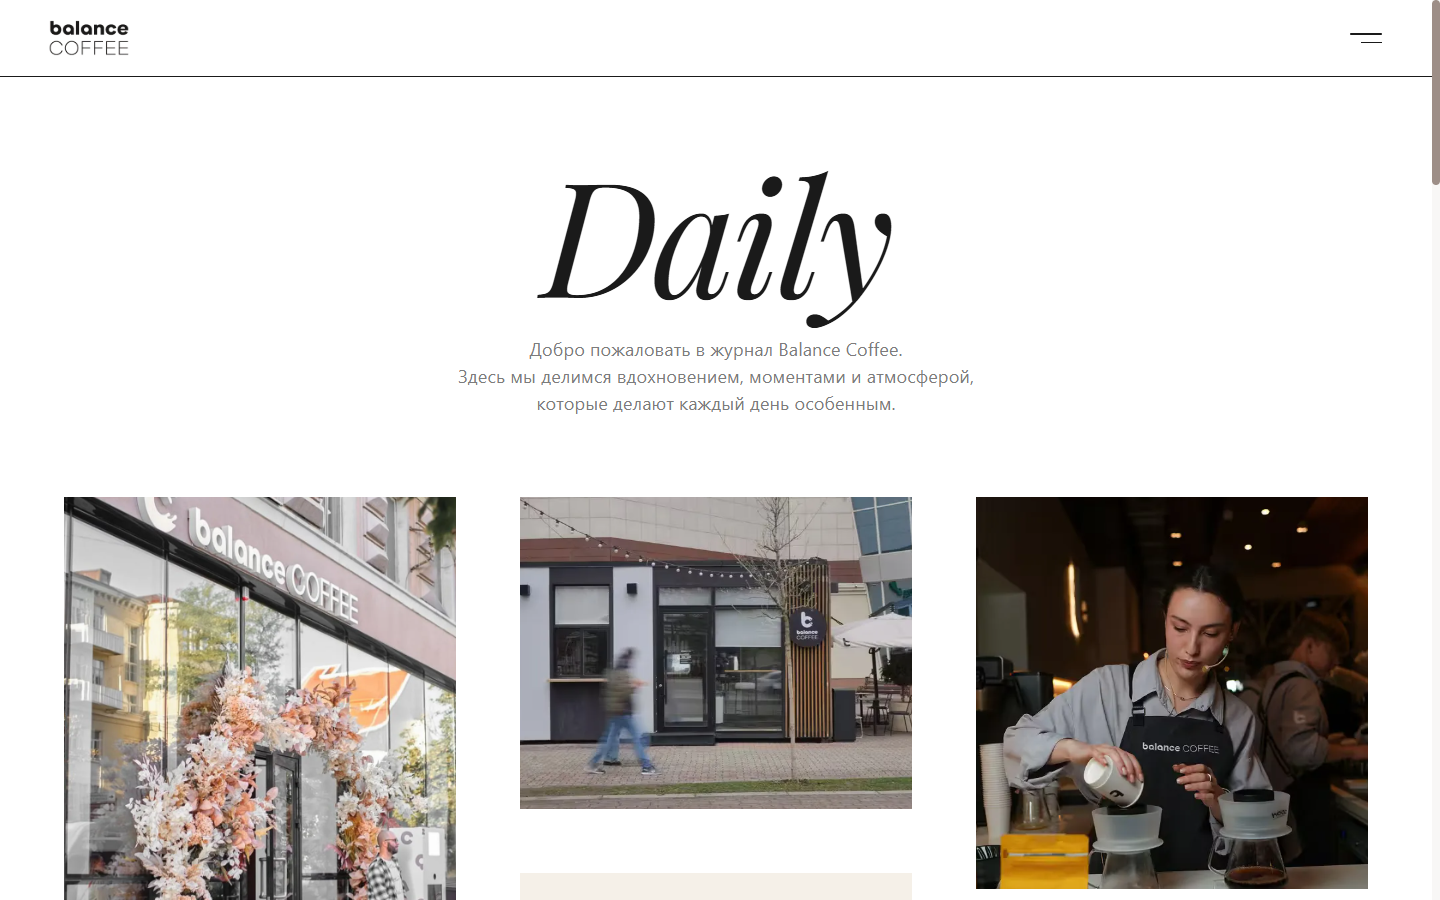 balance
COFFEE
Daily
Добро пожаловать в журнал Balance Coffee.
Здесь мы делимся вдохновением, моментами и атмосферой,
которые делают каждый день особенным.
balance COFFEE
balance
COFFEE
balance COFFEE